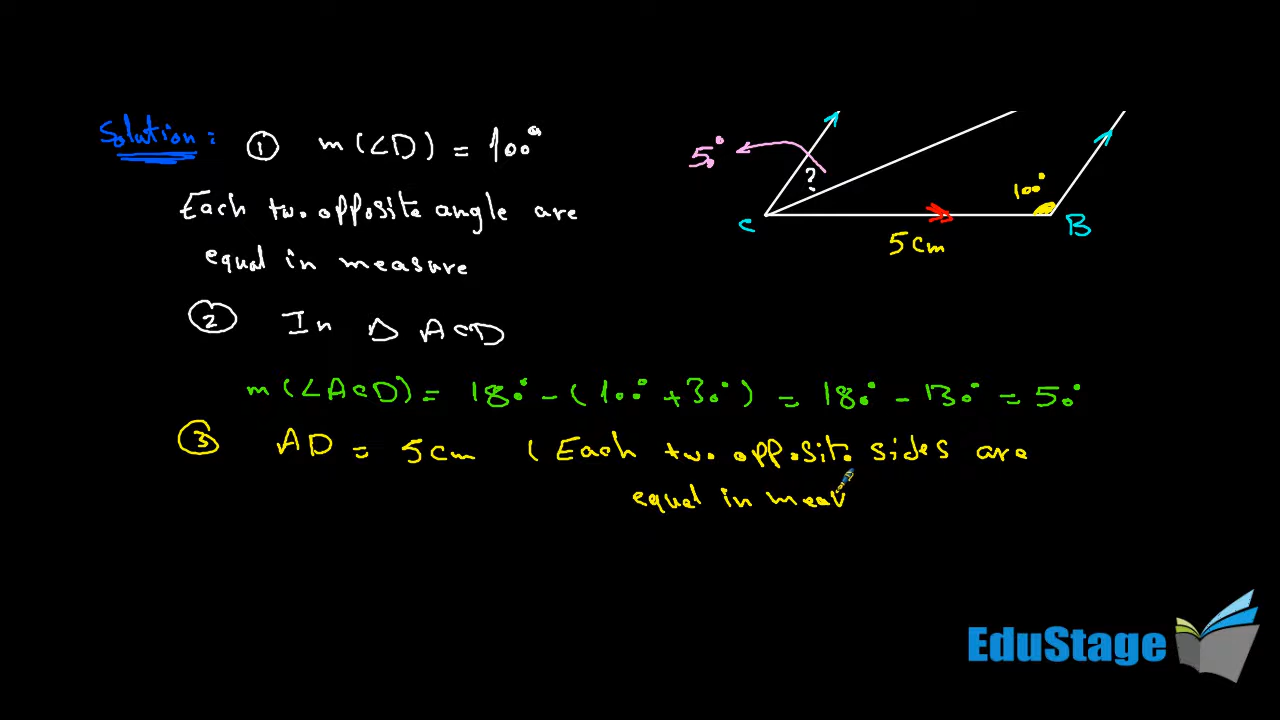 Solution: ① m(∠D) = 100°
Each two opposite angle are
equal in measure
② In △ ACD
m(∠ACD) = 180° - (100° + 30°) = 180° - 130° = 50°
③ AD = 5cm (Each two opposite sides are
equal in meas
50°
?
100°
C
B
5cm
EduStage